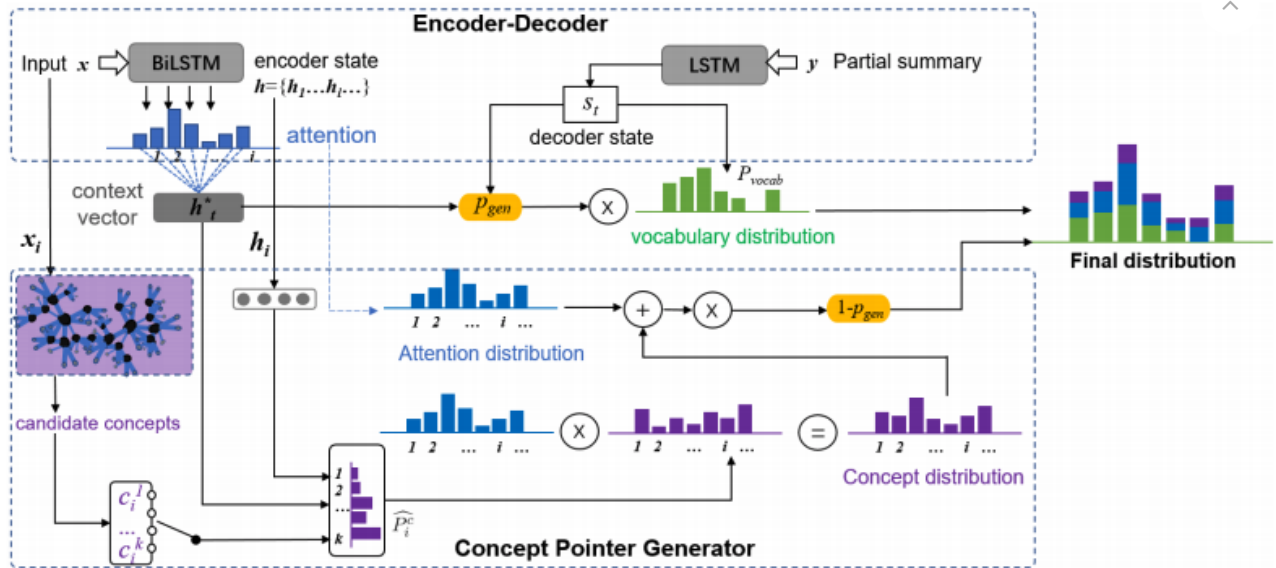 Encoder-Decoder
Input x
BiLSTM
encoder state
h={h1...hi...}
LSTM
y Partial summary
st
decoder state
attention
1 2 ... i
context
vector
h*t
pgen
X
Pvocab
vocabulary distribution
Final distribution
xi
hi
1 2 ... i ...
Attention distribution
+
X
1-pgen
candidate concepts
1 2 ... i ...
X
1 2 ... i ...
=
1 2 ... i ...
Concept distribution
ci1
...
cik
1
2
...
k
P̂ic
Concept Pointer Generator